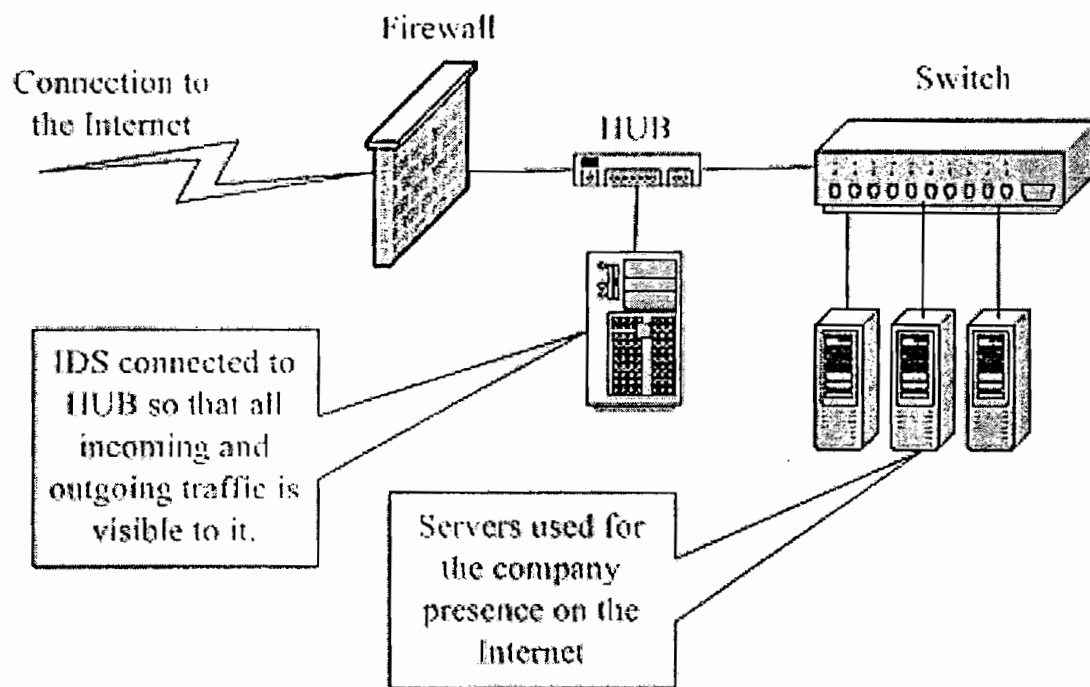 Firewall
Connection to
the Internet
HUB
Switch
IDS connected to
HUB so that all
incoming and
outgoing traffic is
visible to it.
Servers used for
the company
presence on the
Internet